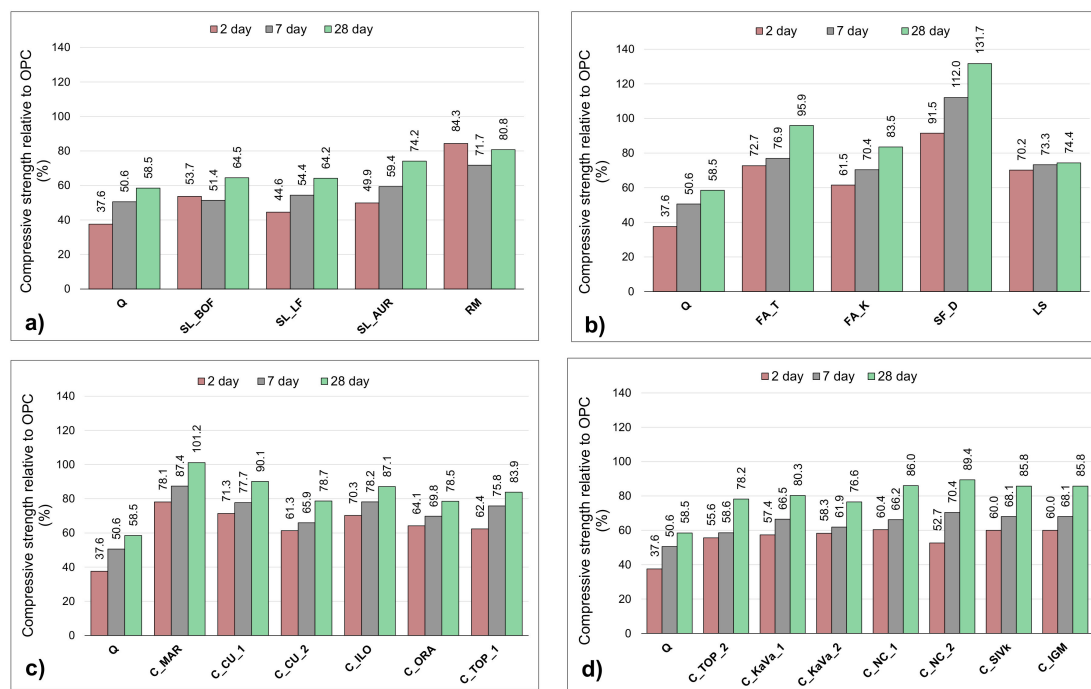 2 day 7 day 28 day
Compressive strength relative to OPC
(%)
140
120
100
80
60
40
20
0
37.6 50.6 58.5 53.7 51.4 64.5 44.6 54.4 64.2 49.9 59.4 74.2 84.3 71.7 80.8
Q SL_BOF SL_LF SL_AUR RM
a)
2 day 7 day 28 day
Compressive strength relative to OPC
(%)
140
120
100
80
60
40
20
0
37.6 50.6 58.5 72.7 76.9 95.9 61.5 70.4 83.5 91.5 112.0 131.7 70.2 73.3 74.4
Q FA_T FA_K SF_D LS
b)
2 day 7 day 28 day
Compressive strength relative to OPC
(%)
140
120
100
80
60
40
20
0
37.6 50.6 58.5 78.1 87.4 101.2 71.3 77.7 90.1 61.3 65.9 78.7 70.3 78.2 87.1 64.1 69.8 78.5 62.4 75.8 83.9
Q C_MAR C_CU_1 C_CU_2 C_ILO C_ORA C_TOP_1
c)
2 day 7 day 28 day
Compressive strength relative to OPC
(%)
140
120
100
80
60
40
20
0
37.6 50.6 58.5 55.6 58.6 78.2 57.4 66.5 80.3 58.3 61.9 76.6 60.4 66.2 86.0 52.7 70.4 89.4 60.0 68.1 85.8 60.0 68.1 85.8
Q C_TOP_2 C_KaVa_1 C_KaVa_2 C_NC_1 C_NC_2 C_SIVk C_IGM
d)